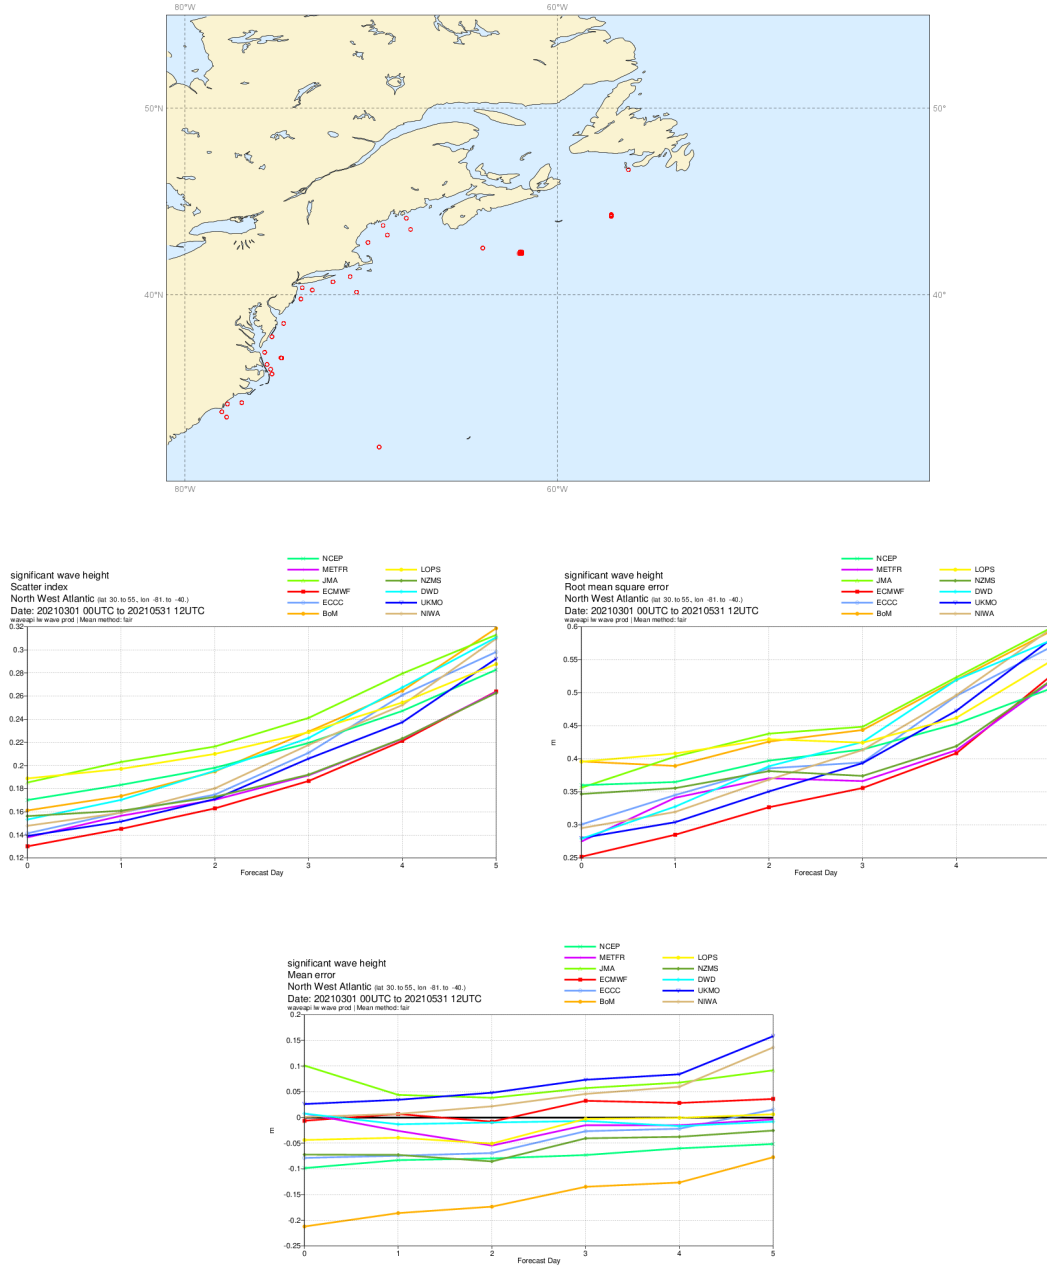 80°W 60°W
50°N 50°
40°N 40°
80°W 60°W
significant wave height
Scatter index
North West Atlantic (lat 30. to 55., lon -81. to -40.)
Date: 20210301 00UTC to 20210531 12UTC
waveapi lw wave prod | Mean method: fair
NCEP
METFR
JMA
ECMWF
ECCC
BoM
LOPS
NZMS
DWD
UKMO
NIWA
0.32
0.3
0.28
0.26
0.24
0.22
0.2
0.18
0.16
0.14
0.12
0 1 2 3 4 5
Forecast Day
significant wave height
Root mean square error
North West Atlantic (lat 30. to 55., lon -81. to -40.)
Date: 20210301 00UTC to 20210531 12UTC
waveapi lw wave prod | Mean method: fair
NCEP
METFR
JMA
ECMWF
ECCC
BoM
LOPS
NZMS
DWD
UKMO
NIWA
0.6
0.55
0.5
0.45
0.4
0.35
0.3
0.25
m
0 1 2 3 4
Forecast Day
significant wave height
Mean error
North West Atlantic (lat 30. to 55., lon -81. to -40.)
Date: 20210301 00UTC to 20210531 12UTC
waveapi lw wave prod | Mean method: fair
NCEP
METFR
JMA
ECMWF
ECCC
BoM
LOPS
NZMS
DWD
UKMO
NIWA
0.2
0.15
0.1
0.05
0
-0.05
-0.1
-0.15
-0.2
-0.25
m
0 1 2 3 4 5
Forecast Day